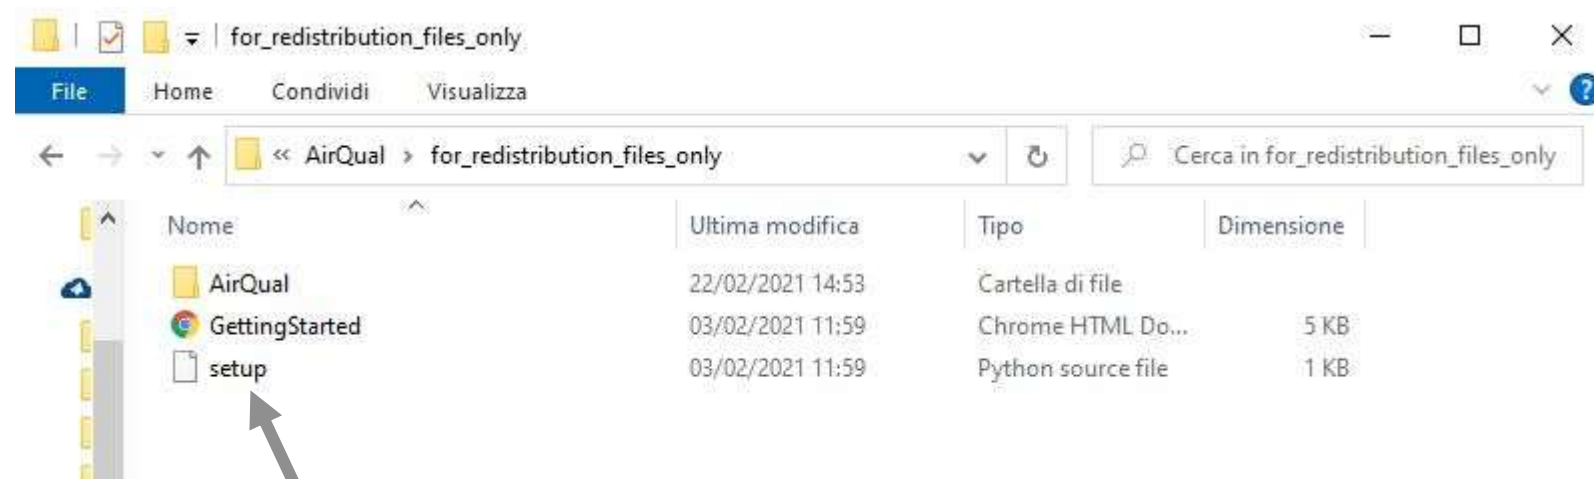 for_redistribution_files_only
File Home Condividi Visualizza ?
« AirQual > for_redistribution_files_only Cerca in for_redistribution_files_only
Nome Ultima modifica Tipo Dimensione
AirQual 22/02/2021 14:53 Cartella di file
GettingStarted 03/02/2021 11:59 Chrome HTML Do... 5 KB
setup 03/02/2021 11:59 Python source file 1 KB